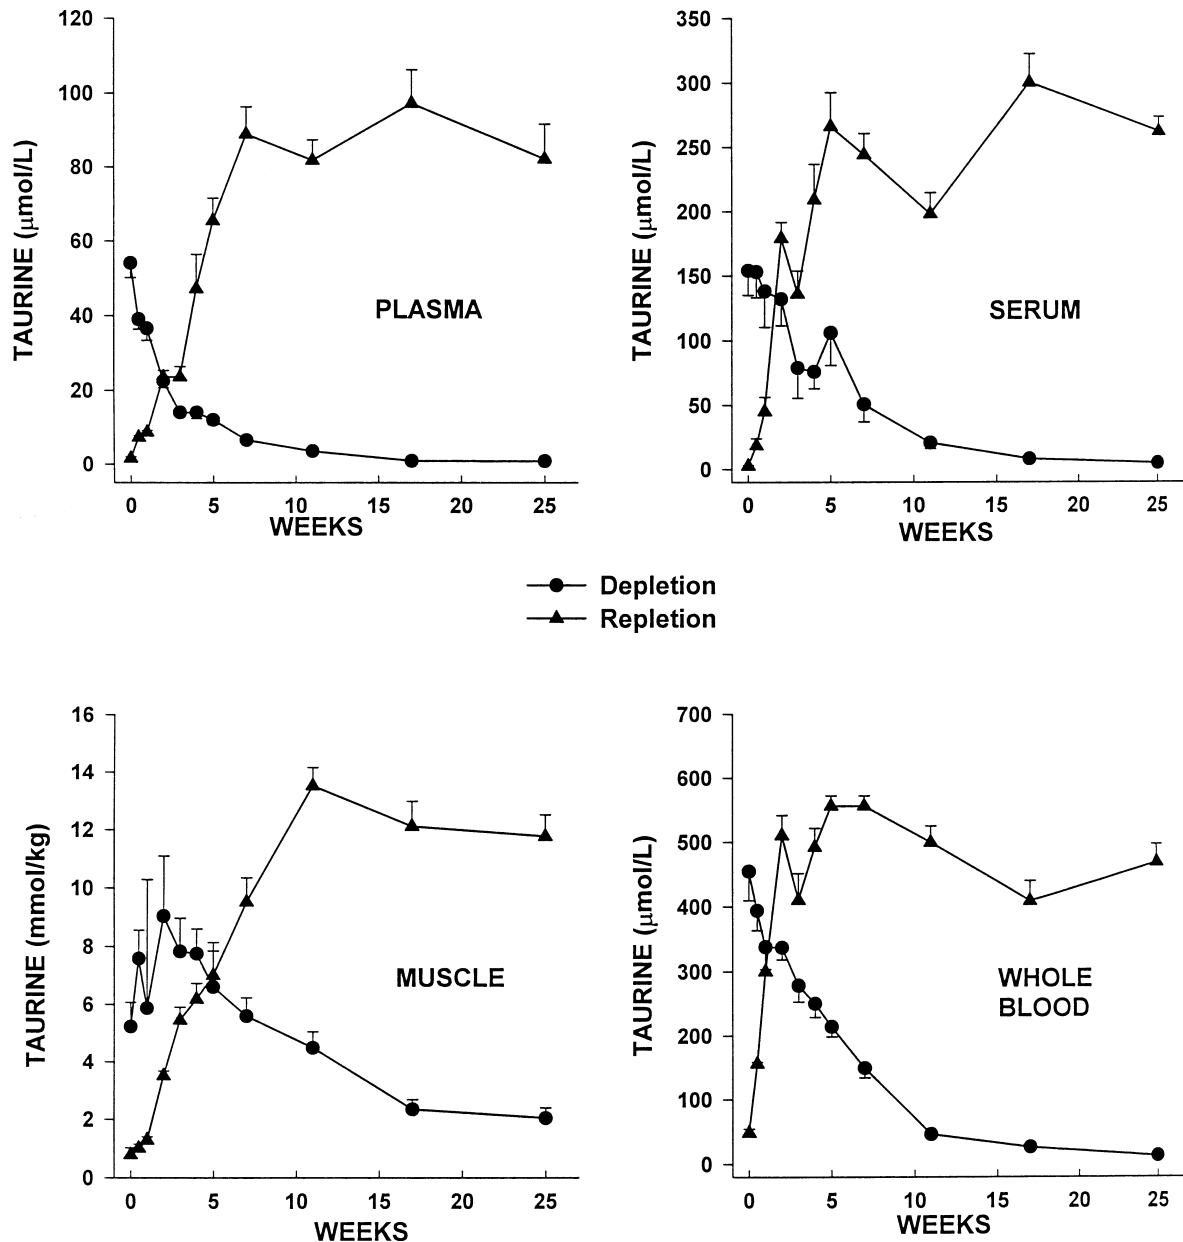 120
100
80
60
40
20
0
TAURINE (μmol/L)
PLASMA
0 5 10 15 20 25
WEEKS
350
300
250
200
150
100
50
0
TAURINE (μmol/L)
SERUM
0 5 10 15 20 25
WEEKS
Depletion
Repletion
16
14
12
10
8
6
4
2
0
TAURINE (mmol/kg)
MUSCLE
0 5 10 15 20 25
WEEKS
700
600
500
400
300
200
100
0
TAURINE (μmol/L)
WHOLE
BLOOD
0 5 10 15 20 25
WEEKS